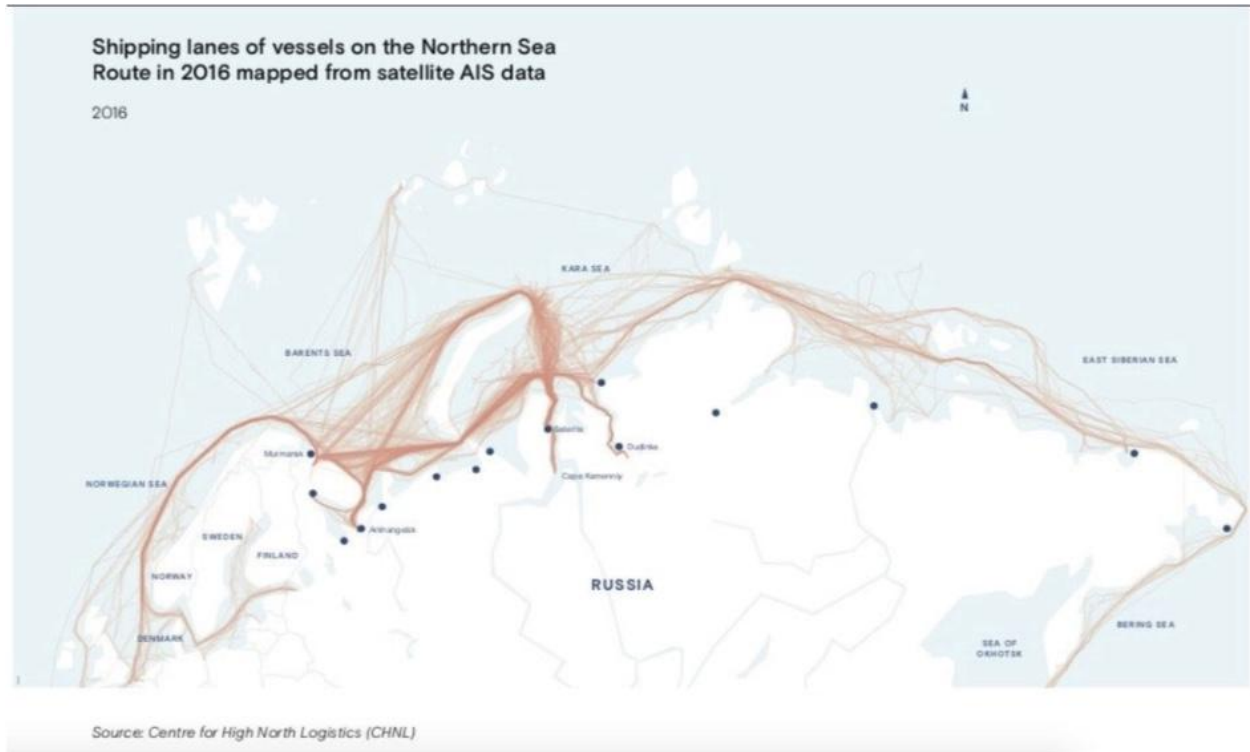 Shipping lanes of vessels on the Northern Sea
Route in 2016 mapped from satellite AIS data
2016
N
KARA SEA
BARENTS SEA
EAST SIBERIAN SEA
Murmansk
Sabetta
Dudinka
Cape Kamenniy
NORWEGIAN SEA
Arkhangelsk
SWEDEN
FINLAND
NORWAY
RUSSIA
DENMARK
BERING SEA
SEA OF
OKHOTSK
Source: Centre for High North Logistics (CHNL)